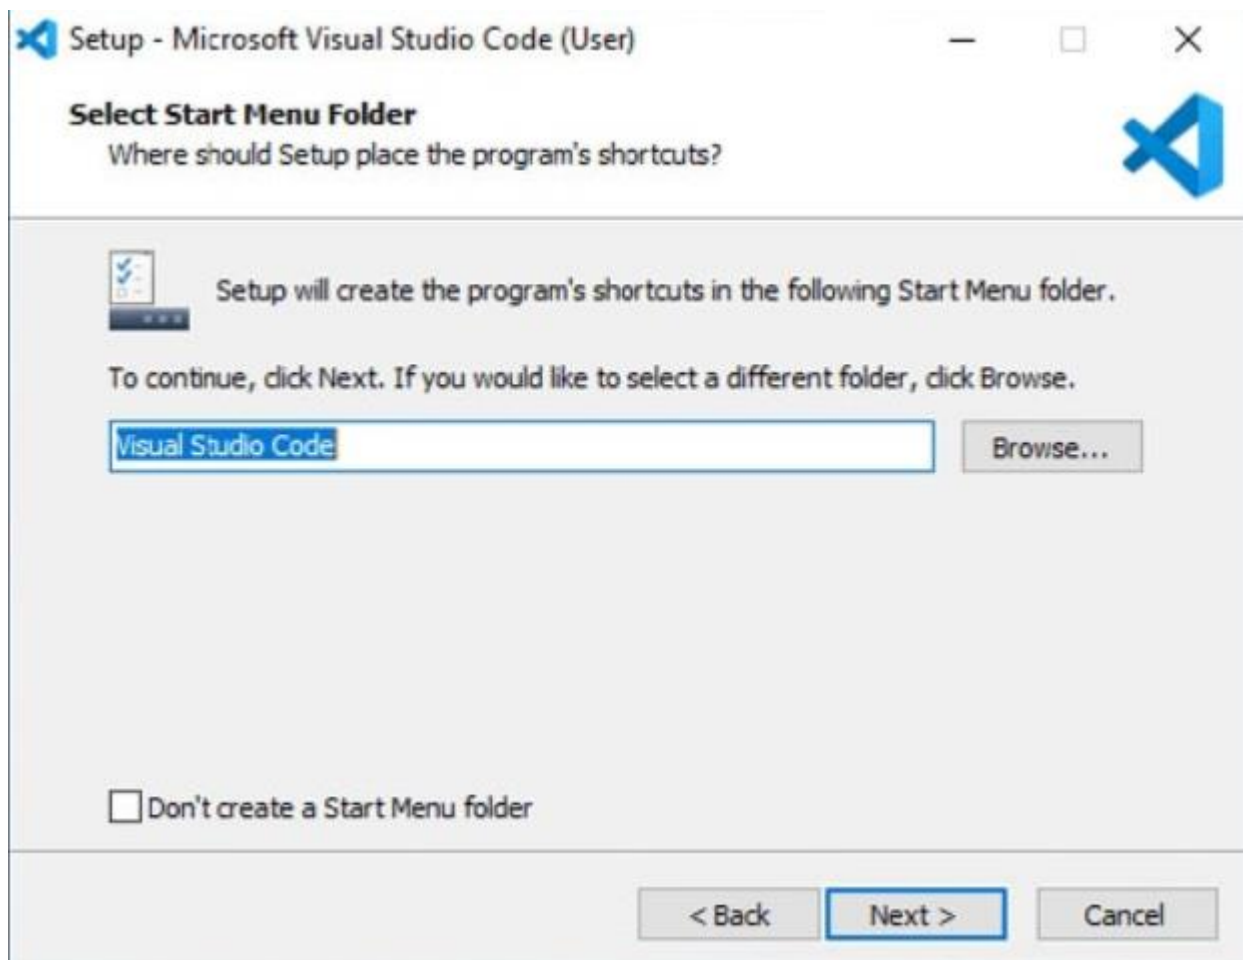 Setup - Microsoft Visual Studio Code (User)
Select Start Menu Folder
Where should Setup place the program's shortcuts?
Setup will create the program's shortcuts in the following Start Menu folder.
To continue, click Next. If you would like to select a different folder, click Browse.
Visual Studio Code
Browse...
Don't create a Start Menu folder
< Back
Next >
Cancel